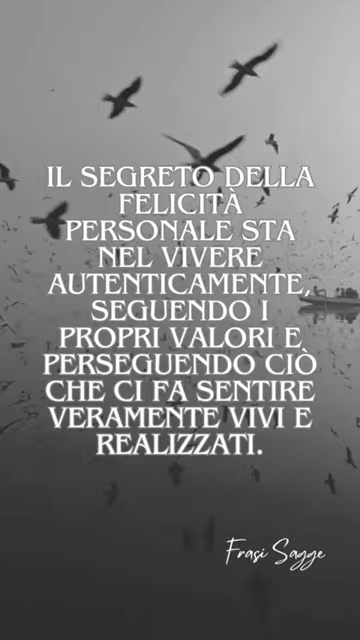 IL SEGRETO DELLA
FELICITÀ
PERSONALE STA
NEL VIVERE
AUTENTICAMENTE,
SEGUENDO I
PROPRI VALORI E
PERSEGUENDO CIÒ
CHE CI FA SENTIRE
VERAMENTE VIVI E
REALIZZATI.
Frasi Sagge